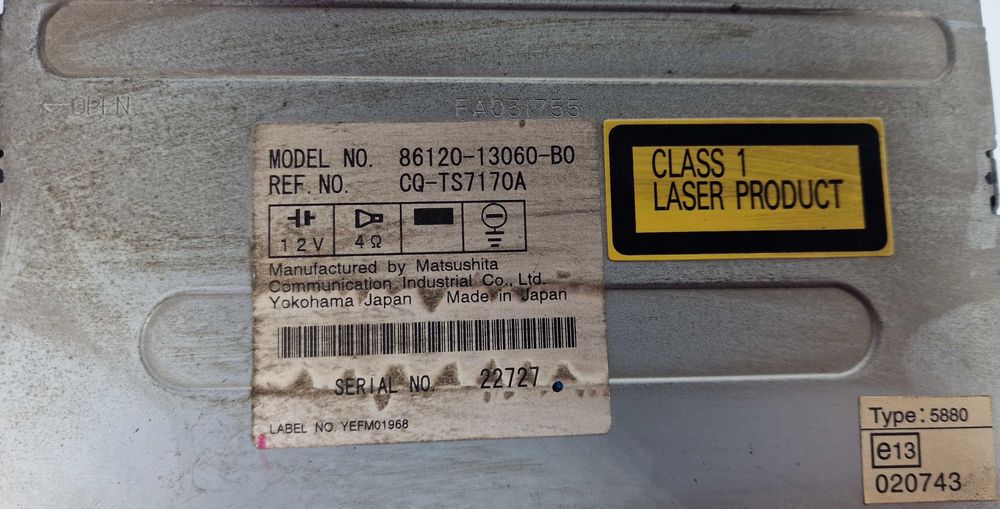 ←OPEN
EA031755
MODEL NO. 86120-13060-B0
REF. NO. CQ-TS7170A
12V 4Ω
Manufactured by Matsushita
Communication Industrial Co., Ltd.
Yokohama Japan Made in Japan
SERIAL NO. 22727
LABEL NO YEFM01968
CLASS 1
LASER PRODUCT
Type: 5880
e13
020743